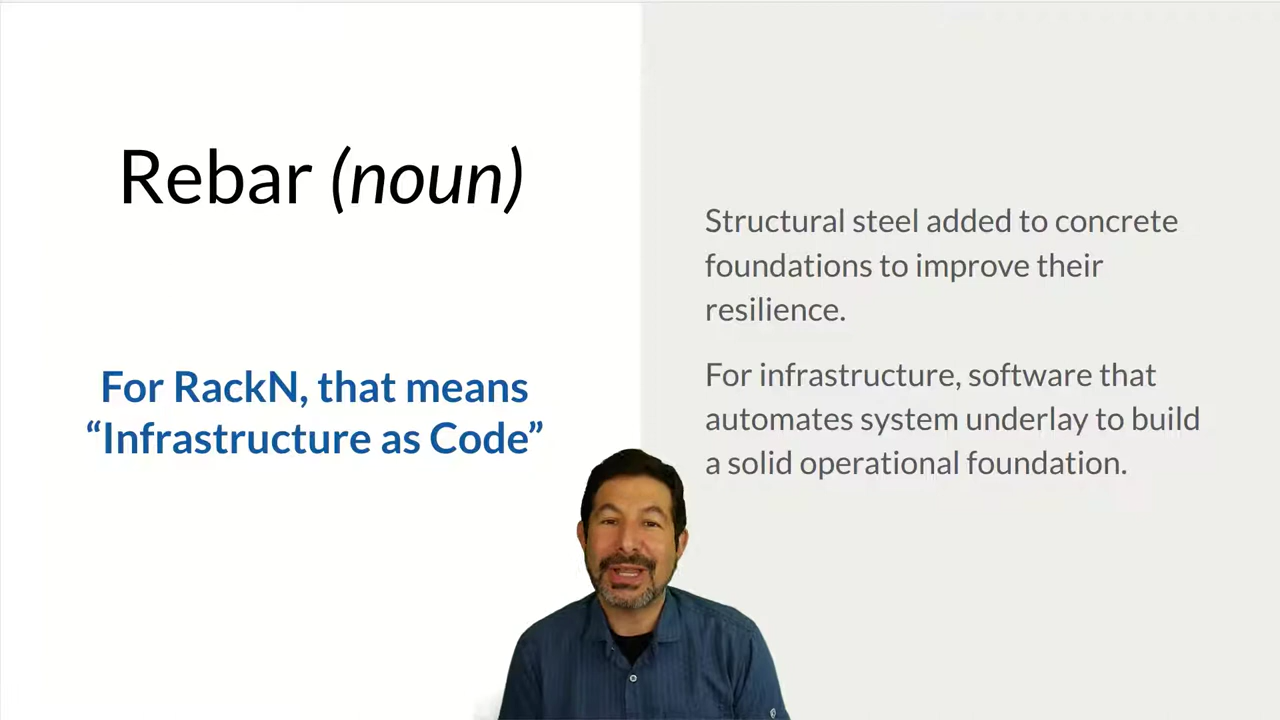 Rebar (noun)
For RackN, that means
“Infrastructure as Code”
Structural steel added to concrete
foundations to improve their
resilience.
For infrastructure, software that
automates system underlay to build
a solid operational foundation.